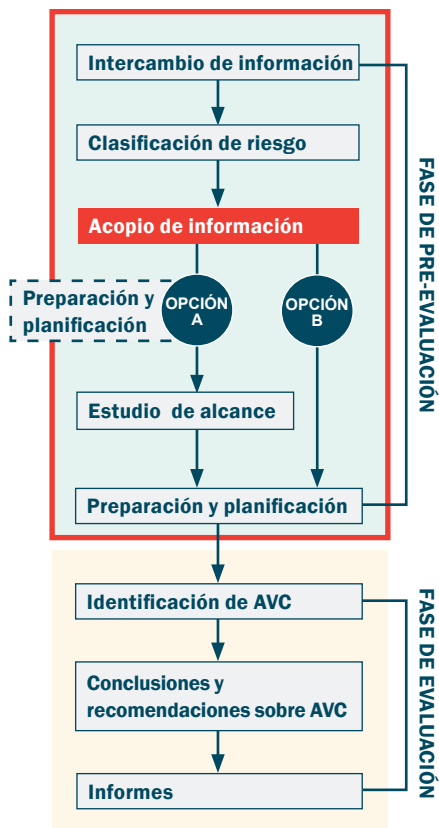 Intercambio de información
Clasificación de riesgo
Acopio de información
Preparación y
planificación
OPCIÓN
A
OPCIÓN
B
Estudio de alcance
Preparación y planificación
FASE DE PRE-EVALUACIÓN
Identificación de AVC
Conclusiones y
recomendaciones sobre AVC
Informes
FASE DE EVALUACIÓN